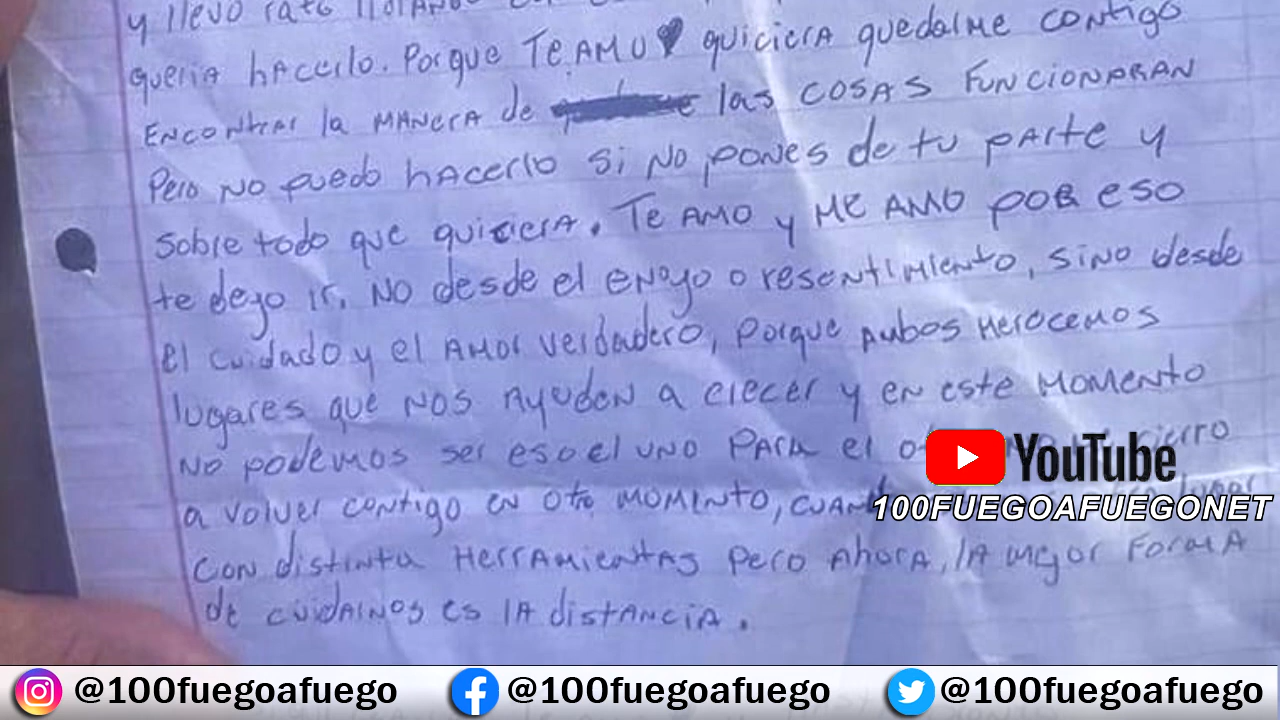 y llevo rato llorando
queria hacerlo. Porque TE AMO quiciera quedarme contigo
Encontrar la manera de las cosas funcionaran
Pero no puedo hacerlo si no pones de tu parte y
sobre todo que quiciera. Te amo y me amo por eso
te dejo ir. No desde el enojo o resentimiento, sino desde
el cuidado y el amor verdadero, porque ambos merecemos
lugares que nos ayuden a crecer y en este momento
no podemos ser eso el uno para el
a volver contigo en otro momento,
con distinta herramientas pero ahora, la mejor forma
de cuidarnos es la distancia.
YouTube
100FUEGOAFUEGONET
@100fuegoafuego @100fuegoafuego @100fuegoafuego